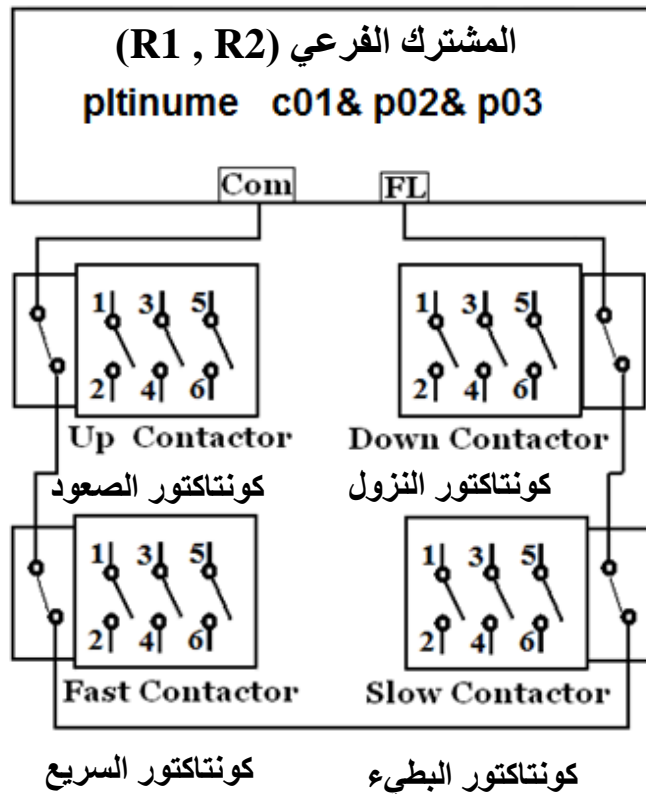 المشترك الفرعي (R1 , R2)
pltinume c01& p02& p03
Com FL
1 3 5
2 4 6
1 3 5
2 4 6
Up Contactor Down Contactor
كونتاكتور الصعود كونتاكتور النزول
1 3 5
2 4 6
1 3 5
2 4 6
Fast Contactor Slow Contactor
كونتاكتور السريع كونتاكتور البطيء